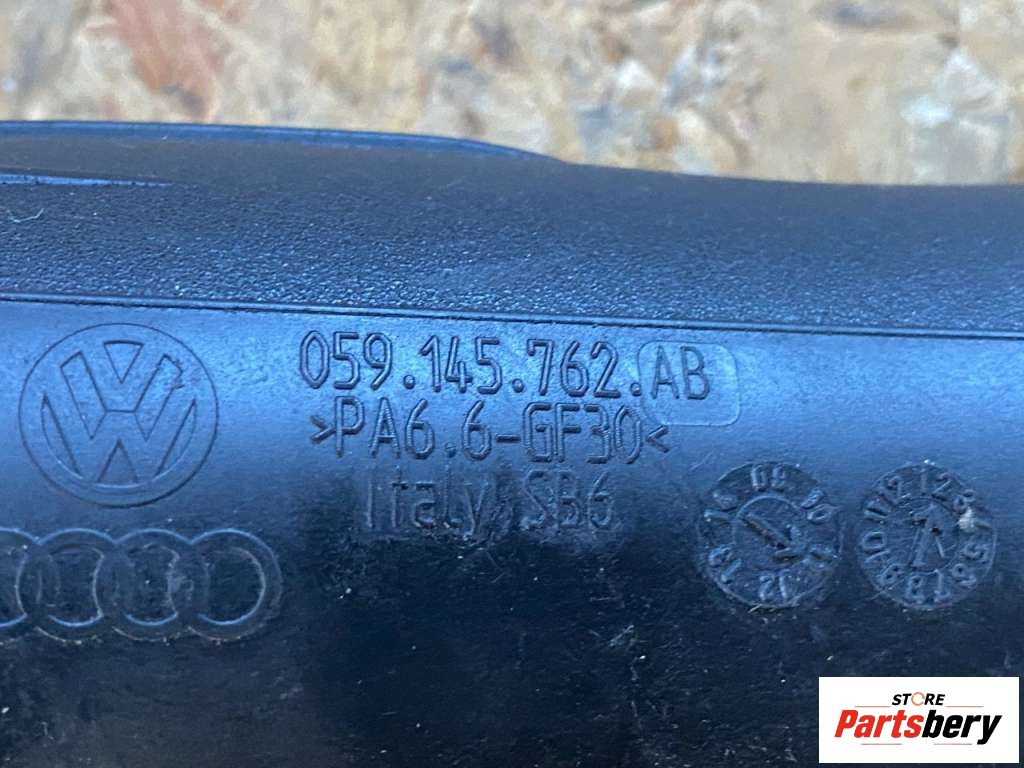 059.145.762.AB
>PA6.6-GF30<
Italy SB6
STORE
Partsbery